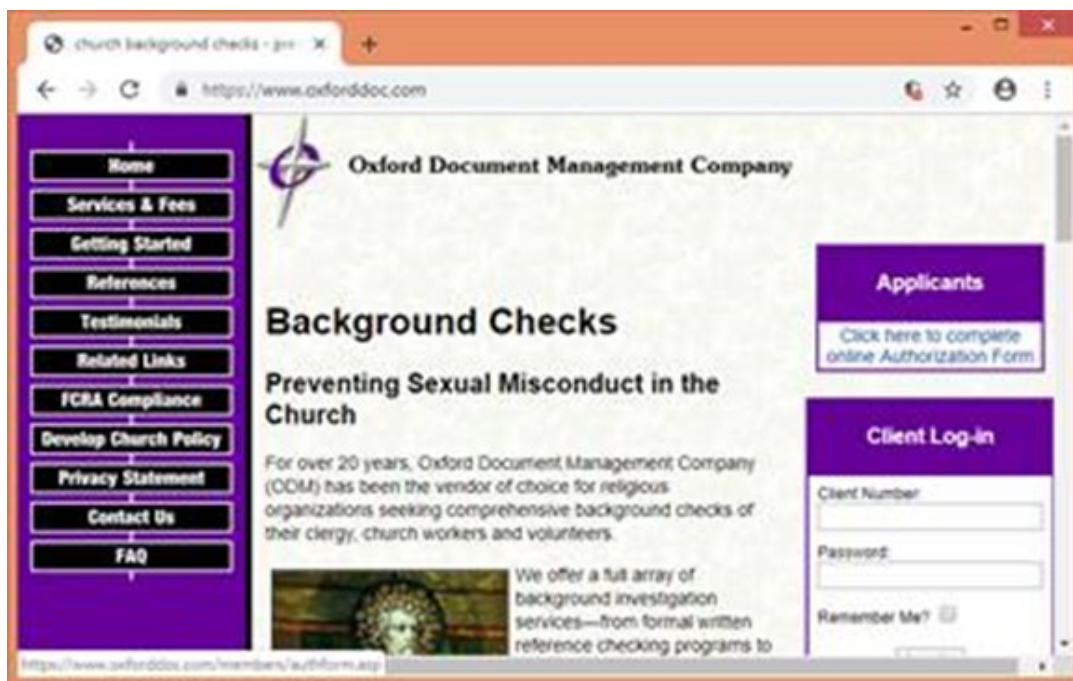 church background checks - pre
https://www.oxforddoc.com
Home
Services & Fees
Getting Started
References
Testimonials
Related Links
FCRA Compliance
Develop Church Policy
Privacy Statement
Contact Us
FAQ
Oxford Document Management Company
Background Checks
Preventing Sexual Misconduct in the
Church
For over 20 years, Oxford Document Management Company
(ODM) has been the vendor of choice for religious
organizations seeking comprehensive background checks of
their clergy, church workers and volunteers.
We offer a full array of
background investigation
services—from formal written
reference checking programs to
Applicants
Click here to complete
online Authorization Form
Client Log-in
Client Number:
Password:
Remember Me?
https://www.oxforddoc.com/members/authform.asp